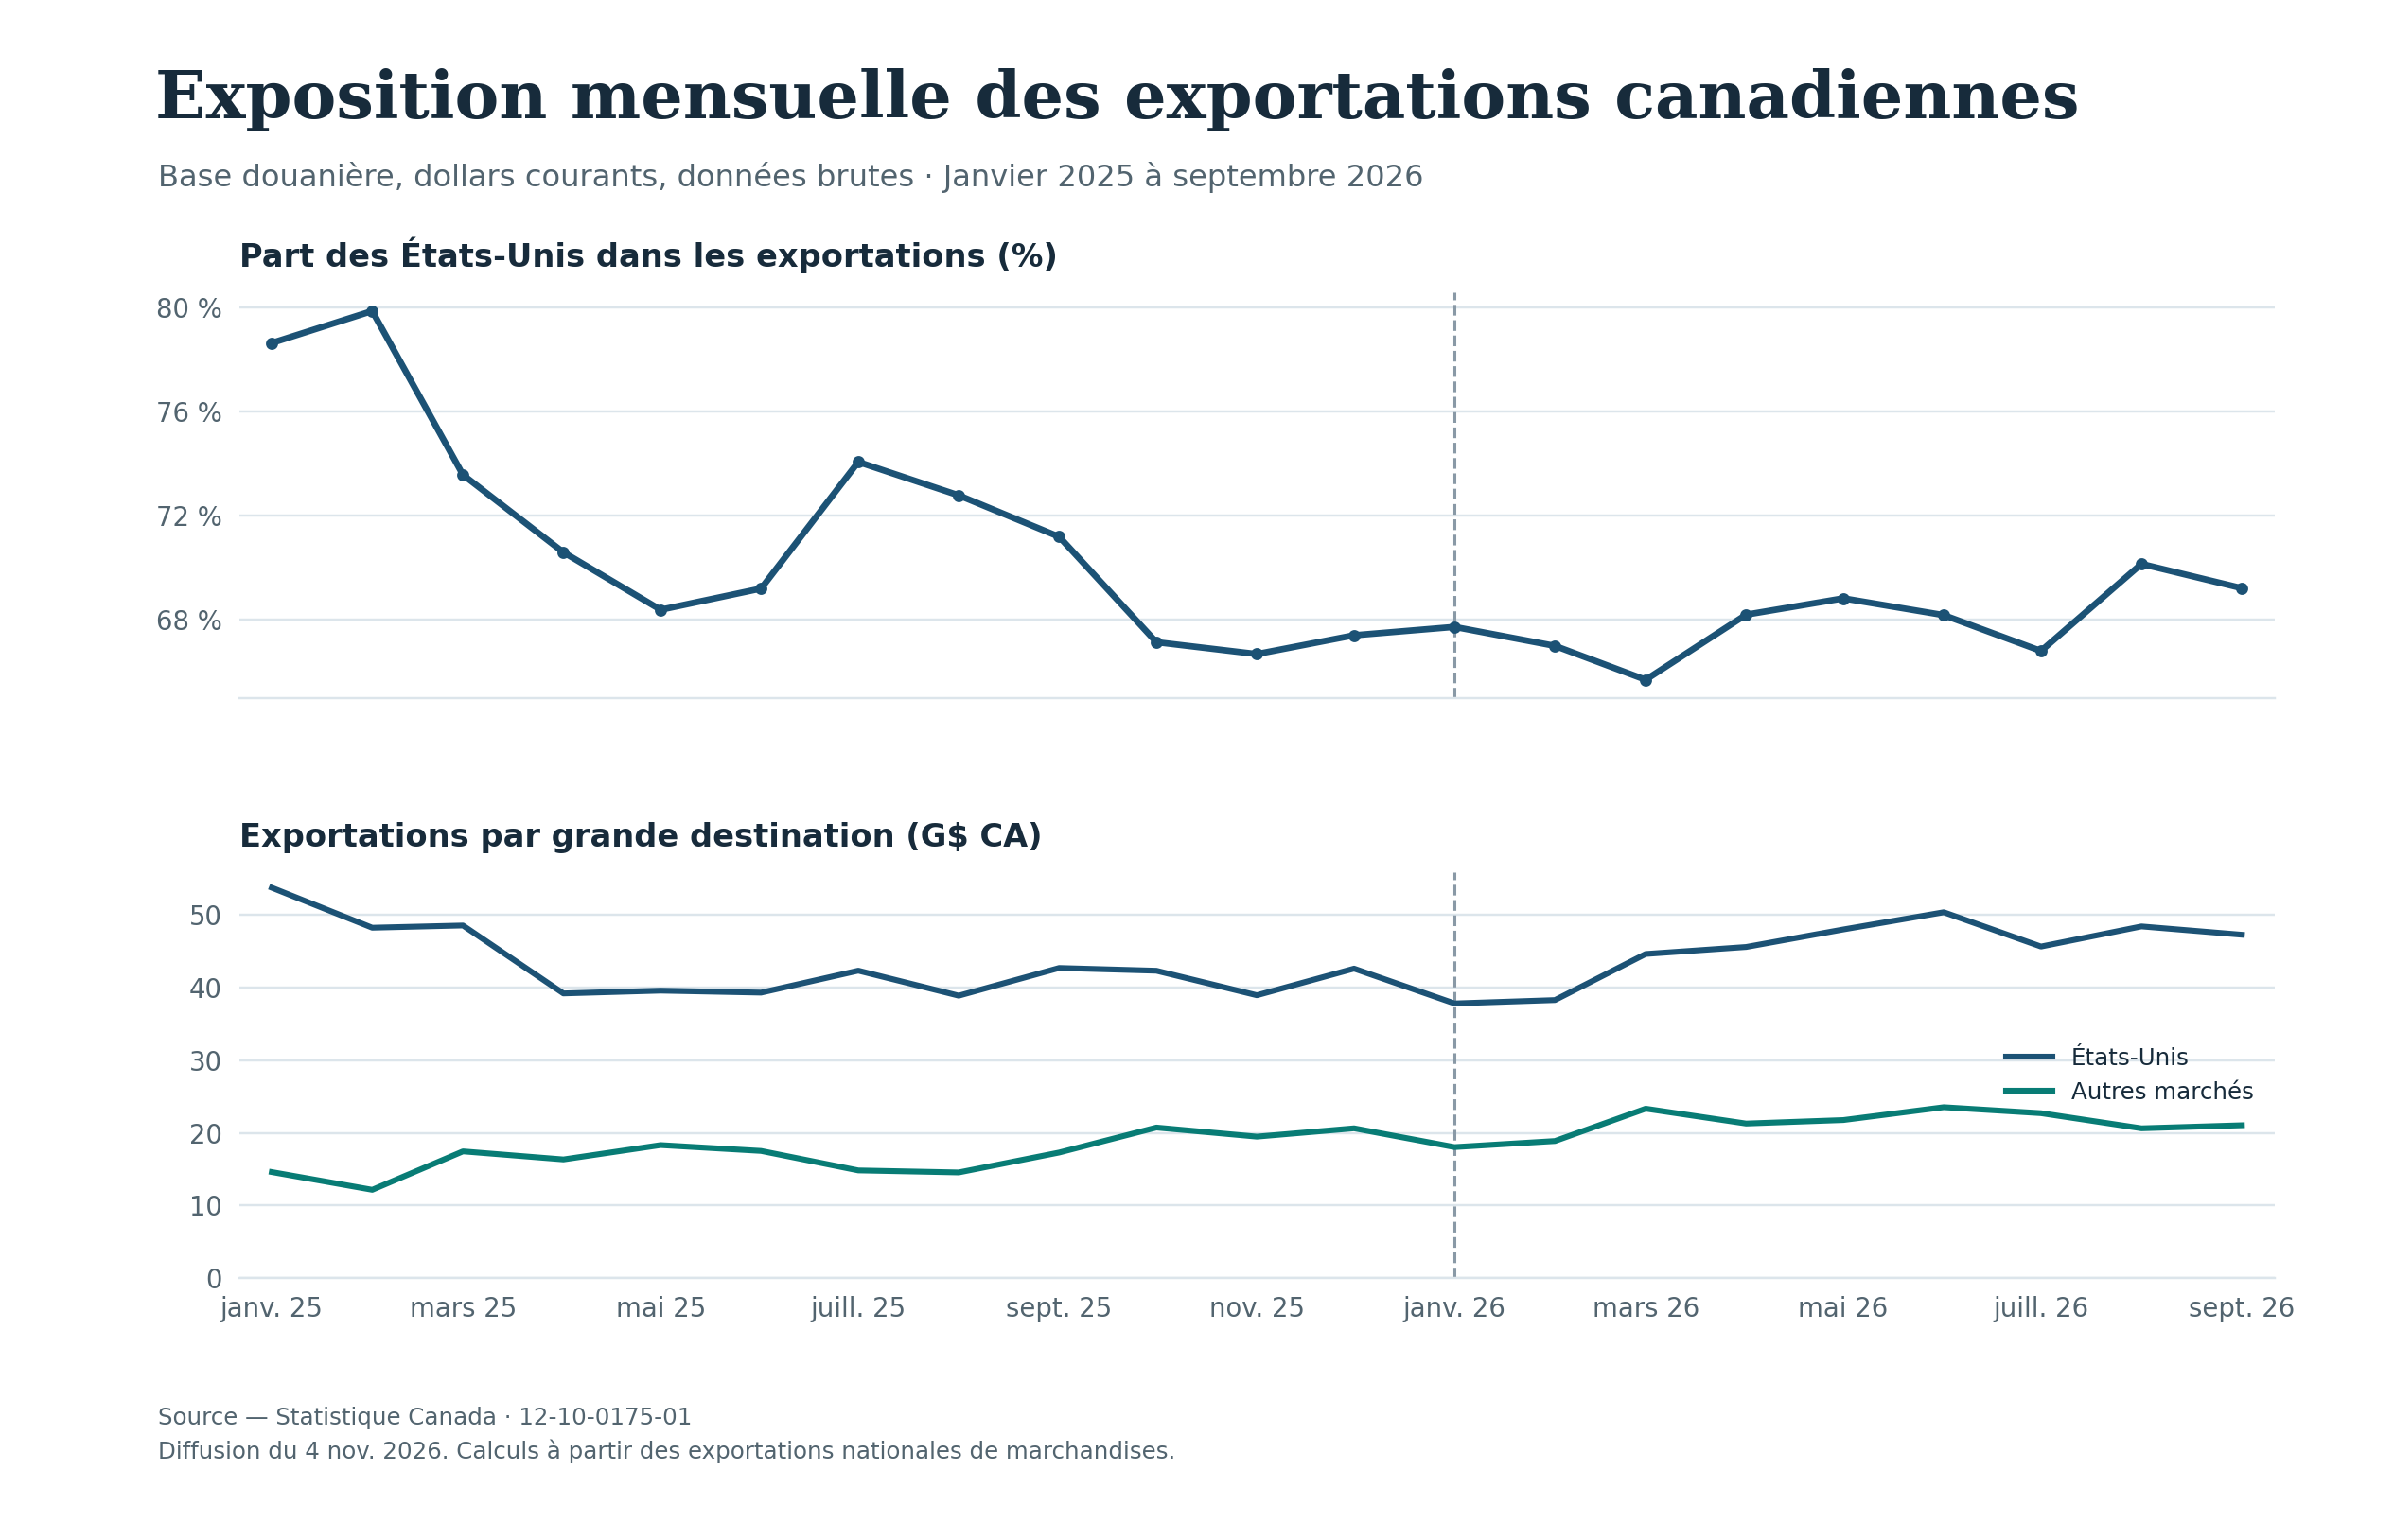 Exposition mensuelle des exportations canadiennes
Base douanière, dollars courants, données brutes · Janvier 2025 à septembre 2026
Part des États-Unis dans les exportations (%)
80 %
76 %
72 %
68 %
Exportations par grande destination (G$ CA)
50
40
30
20
10
0
États-Unis
Autres marchés
janv. 25 mars 25 mai 25 juill. 25 sept. 25 nov. 25 janv. 26 mars 26 mai 26 juill. 26 sept. 26
Source — Statistique Canada · 12-10-0175-01
Diffusion du 4 nov. 2026. Calculs à partir des exportations nationales de marchandises.